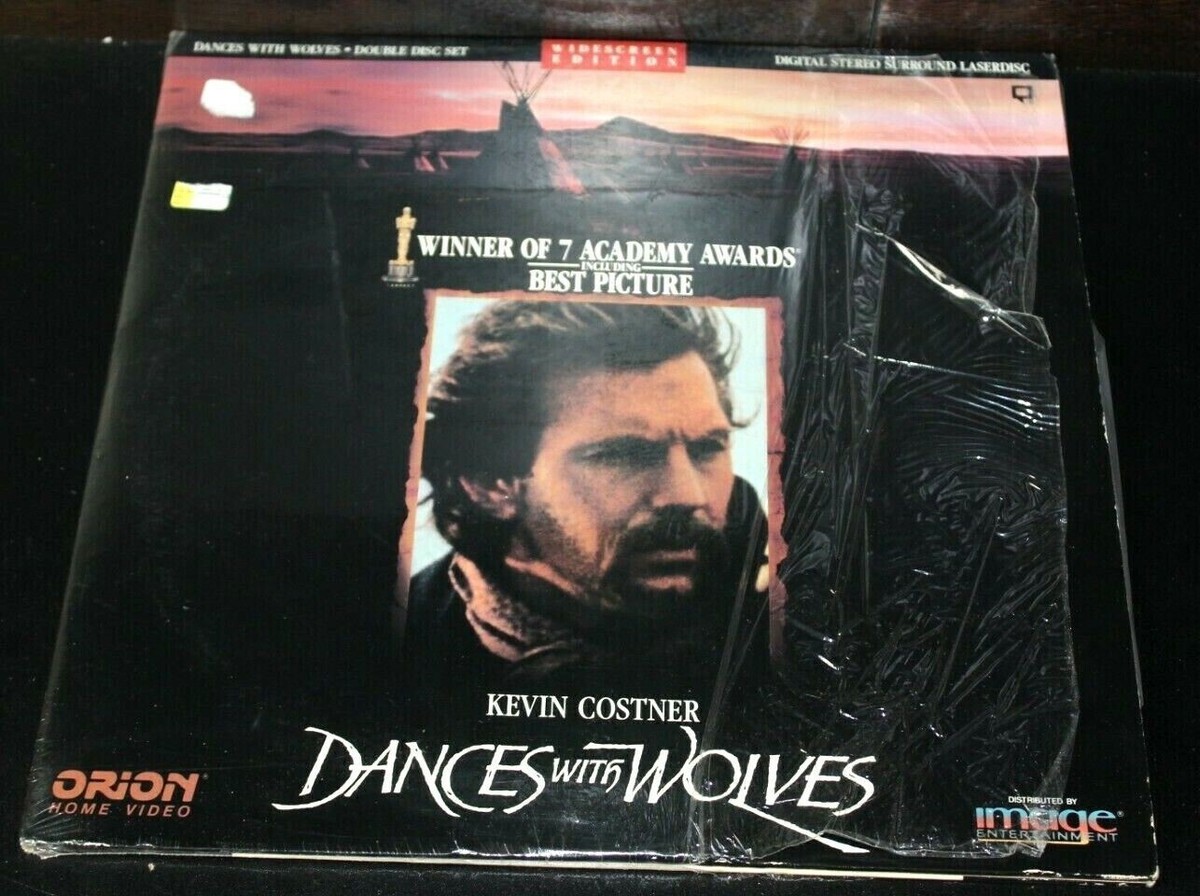 DANCES WITH WOLVES • DOUBLE DISC SET
WIDESCREEN
EDITION
DIGITAL STEREO SURROUND LASERDISC
WINNER OF 7 ACADEMY AWARDS®
INCLUDING
BEST PICTURE
KEVIN COSTNER
DANCES WITH WOLVES
ORION®
HOME VIDEO
DISTRIBUTED BY
image®
ENTERTAINMENT